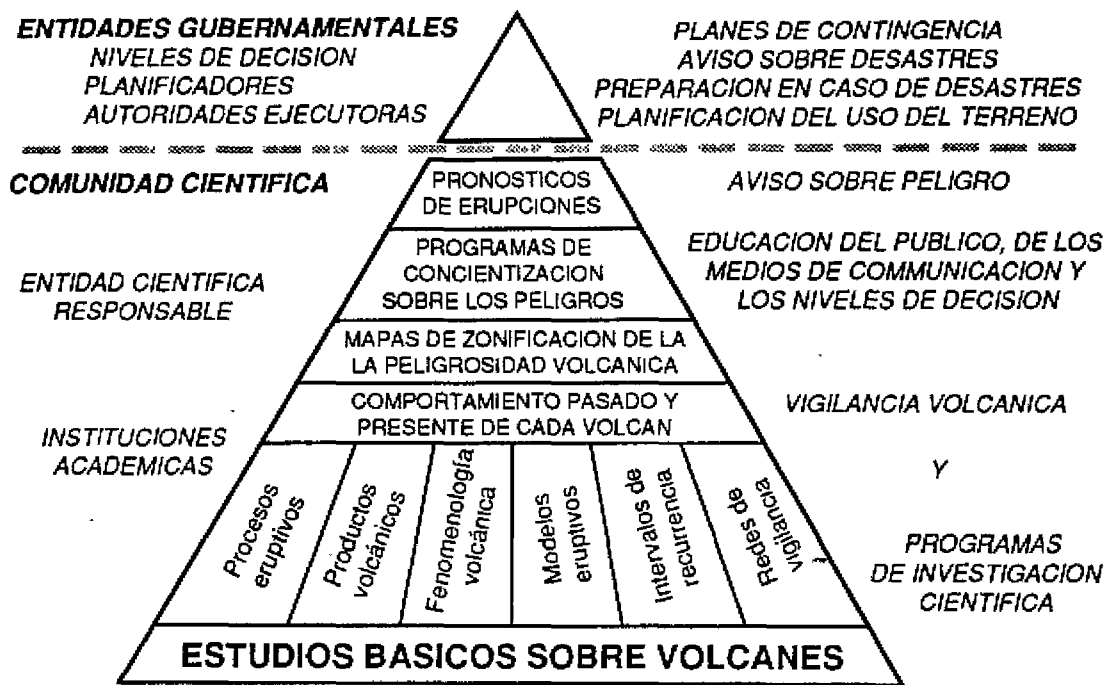 ENTIDADES GUBERNAMENTALES
NIVELES DE DECISION
PLANIFICADORES
AUTORIDADES EJECUTORAS
PLANES DE CONTINGENCIA
AVISO SOBRE DESASTRES
PREPARACION EN CASO DE DESASTRES
PLANIFICACION DEL USO DEL TERRENO
COMUNIDAD CIENTIFICA
PRONOSTICOS
DE ERUPCIONES
AVISO SOBRE PELIGRO
ENTIDAD CIENTIFICA
RESPONSABLE
PROGRAMAS DE
CONCIENTIZACION
SOBRE LOS PELIGROS
EDUCACION DEL PUBLICO, DE LOS
MEDIOS DE COMMUNICACION Y
LOS NIVELES DE DECISION
MAPAS DE ZONIFICACION DE LA
LA PELIGROSIDAD VOLCANICA
COMPORTAMIENTO PASADO Y
PRESENTE DE CADA VOLCAN
VIGILANCIA VOLCANICA
Y
PROGRAMAS
DE INVESTIGACION
CIENTIFICA
INSTITUCIONES
ACADEMICAS
Procesos
eruptivos
Productos
volcánicos
Fenomenología
volcánica
Modelos
eruptivos
Intervalos de
recurrencia
Redes de
vigilancia
ESTUDIOS BASICOS SOBRE VOLCANES